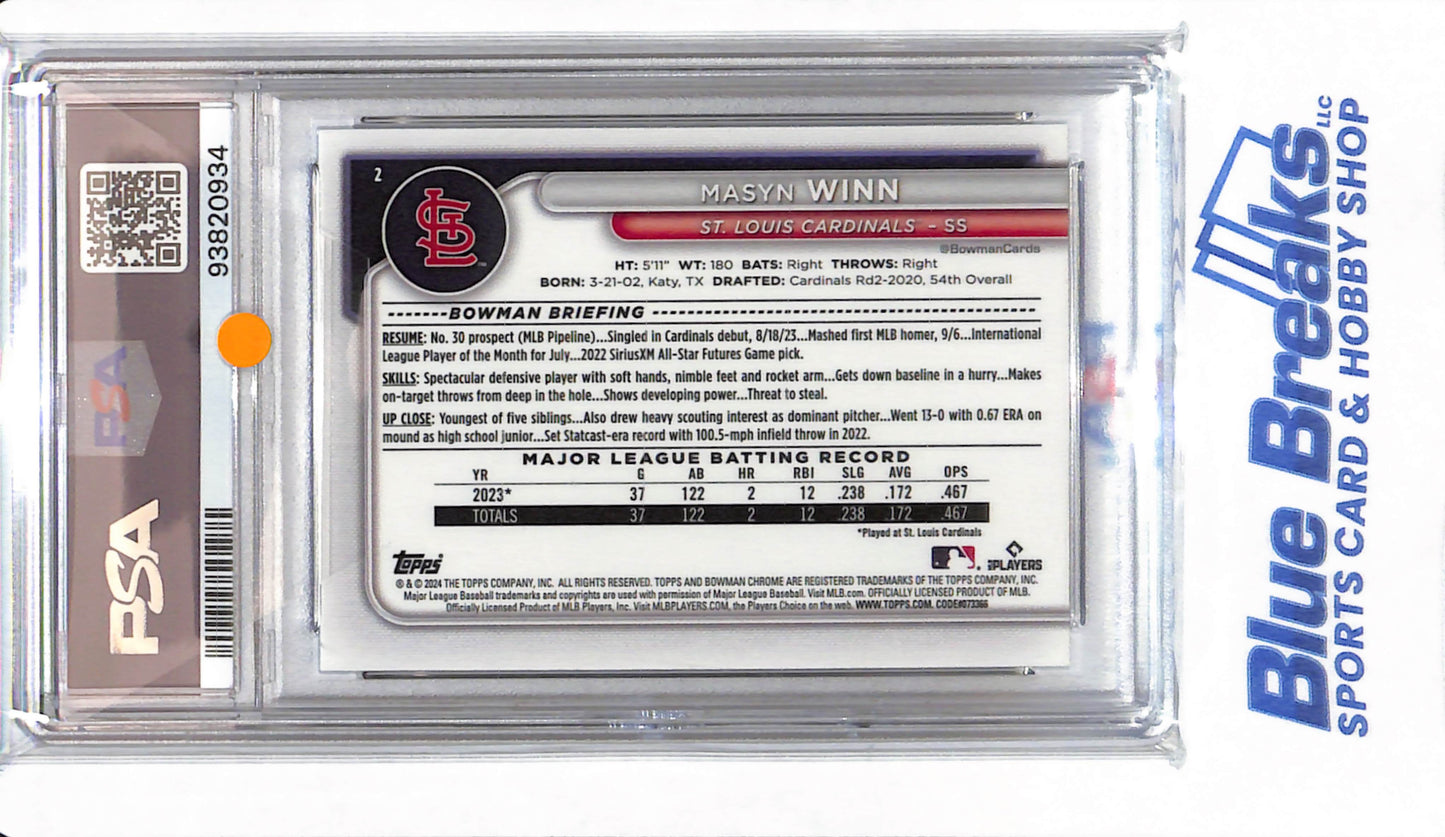 2
MASYN WINN
ST. LOUIS CARDINALS - SS
@BowmanCards
HT: 5'11" WT: 180 BATS: Right THROWS: Right
BORN: 3-21-02, Katy, TX DRAFTED: Cardinals Rd2-2020, 54th Overall
BOWMAN BRIEFING
RESUME: No. 30 prospect (MLB Pipeline)...Singled in Cardinals debut, 8/18/23...Mashed first MLB homer, 9/6...International
League Player of the Month for July...2022 SiriusXM All-Star Futures Game pick.
SKILLS: Spectacular defensive player with soft hands, nimble feet and rocket arm...Gets down baseline in a hurry...Makes
on-target throws from deep in the hole...Shows developing power...Threat to steal.
UP CLOSE: Youngest of five siblings...Also drew heavy scouting interest as dominant pitcher...Went 13-0 with 0.67 ERA on
mound as high school junior...Set Statcast-era record with 100.5-mph infield throw in 2022.
MAJOR LEAGUE BATTING RECORD
YR G AB HR RBI SLG AVG OPS
2023* 37 122 2 12 .238 .172 .467
TOTALS 37 122 2 12 .238 .172 .467
*Played at St. Louis Cardinals
Topps
MLB PLAYERS
® & © 2024 THE TOPPS COMPANY, INC. ALL RIGHTS RESERVED. TOPPS AND BOWMAN CHROME ARE REGISTERED TRADEMARKS OF THE TOPPS COMPANY, INC.
Major League Baseball trademarks and copyrights are used with permission of Major League Baseball. Visit MLB.com. OFFICIALLY LICENSED PRODUCT OF MLB.
Officially Licensed Product of MLB Players, Inc. Visit MLBPLAYERS.COM, the Players Choice on the web. WWW.TOPPS.COM. CODE#073366
93820934
PSA
PSA
Blue Breaks LLC
SPORTS CARD & HOBBY SHOP